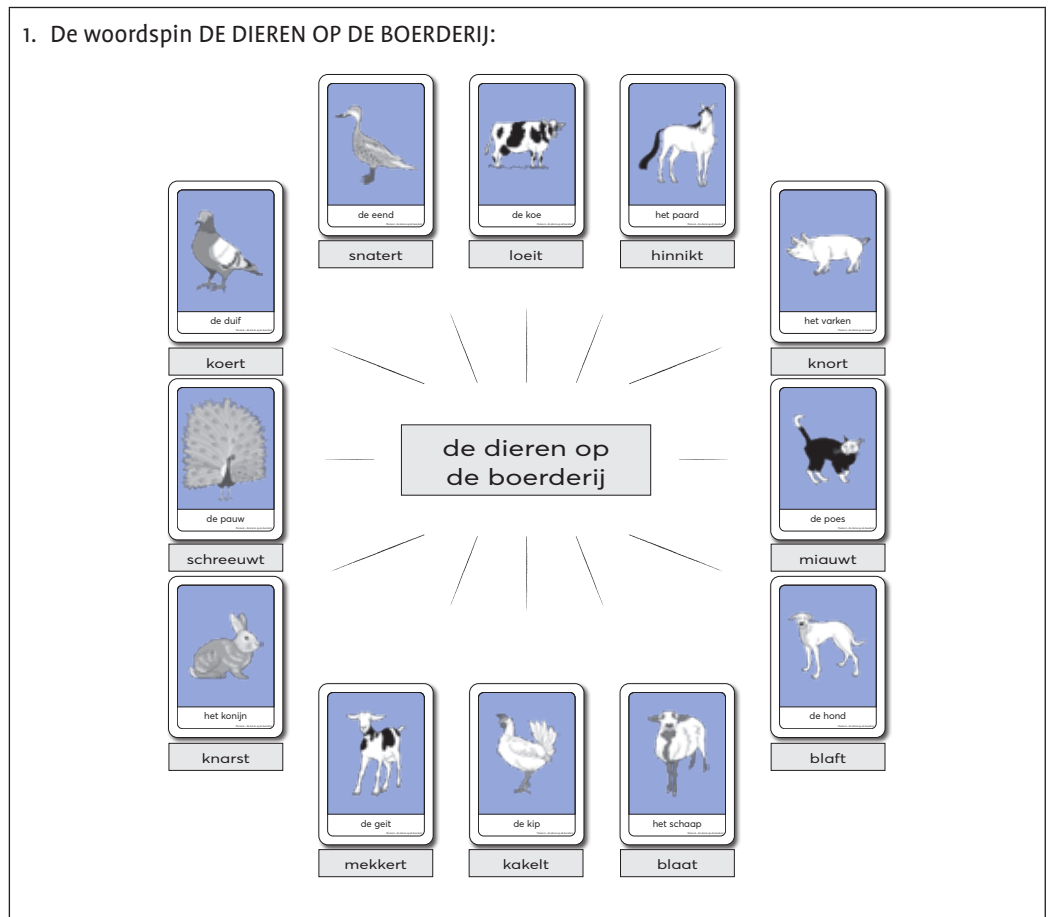 1. De woordspin DE DIEREN OP DE BOERDERIJ:
de eend
snatert
de koe
loeit
het paard
hinnikt
de duif
koert
het varken
knort
de dieren op
de boerderij
de pauw
schreeuwt
de poes
miauwt
het konijn
knarst
de hond
blaft
de geit
mekkert
de kip
kakelt
het schaap
blaat